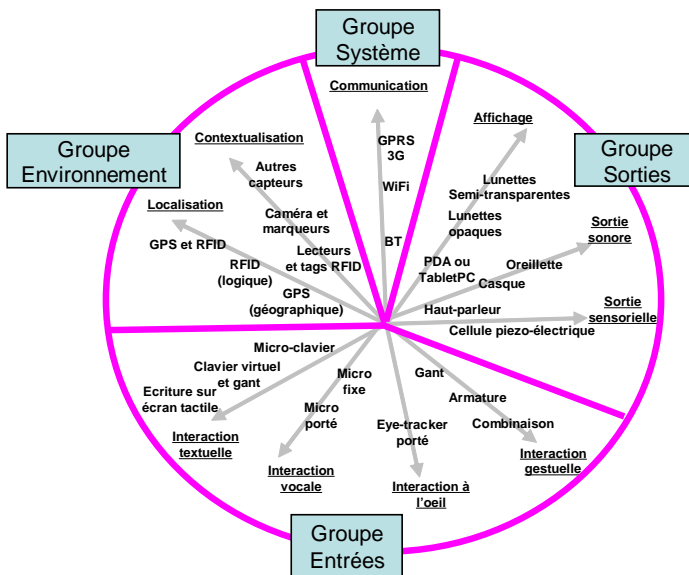 Groupe
Système
Communication
GPRS
3G
WiFi
BT
Groupe
Environnement
Contextualisation
Autres
capteurs
Caméra et
marqueurs
Lecteurs
et tags RFID
Localisation
GPS et RFID
RFID
(logique)
GPS
(géographique)
Groupe
Sorties
Affichage
Lunettes
Semi-transparentes
Lunettes
opaques
PDA ou
TabletPC
Sortie
sonore
Oreillette
Casque
Haut-parleur
Sortie
sensorielle
Cellule piezo-électrique
Micro-clavier
Clavier virtuel
et gant
Ecriture sur
écran tactile
Interaction
textuelle
Micro
fixe
Micro
porté
Interaction
vocale
Eye-tracker
porté
Interaction à
l'oeil
Gant
Armature
Combinaison
Interaction
gestuelle
Groupe
Entrées